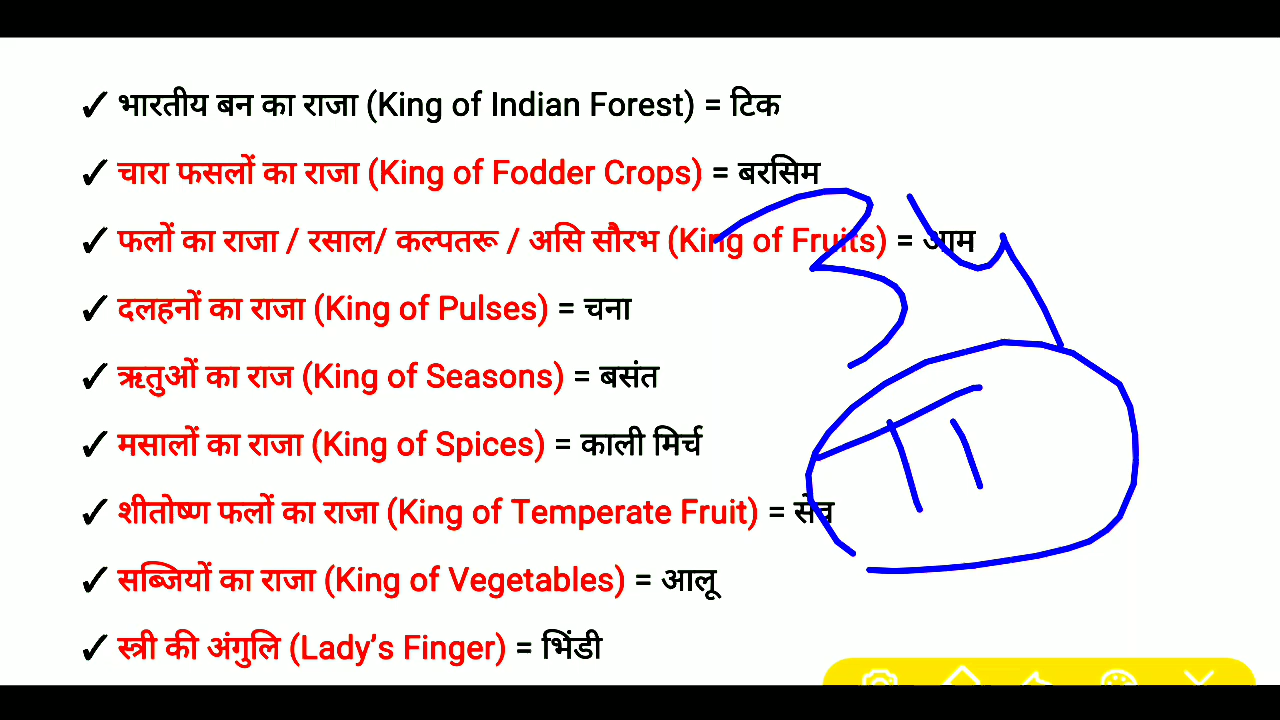 ✓ भारतीय बन का राजा (King of Indian Forest) = टिक
✓ चारा फसलों का राजा (King of Fodder Crops) = बरसिम
✓ फलों का राजा / रसाल/ कल्पतरू / असि सौरभ (King of Fruits) = आम
✓ दलहनों का राजा (King of Pulses) = चना
✓ ऋतुओं का राज (King of Seasons) = बसंत
✓ मसालों का राजा (King of Spices) = काली मिर्च
✓ शीतोष्ण फलों का राजा (King of Temperate Fruit) = सेव
✓ सब्जियों का राजा (King of Vegetables) = आलू
✓ स्त्री की अंगुलि (Lady's Finger) = भिंडी